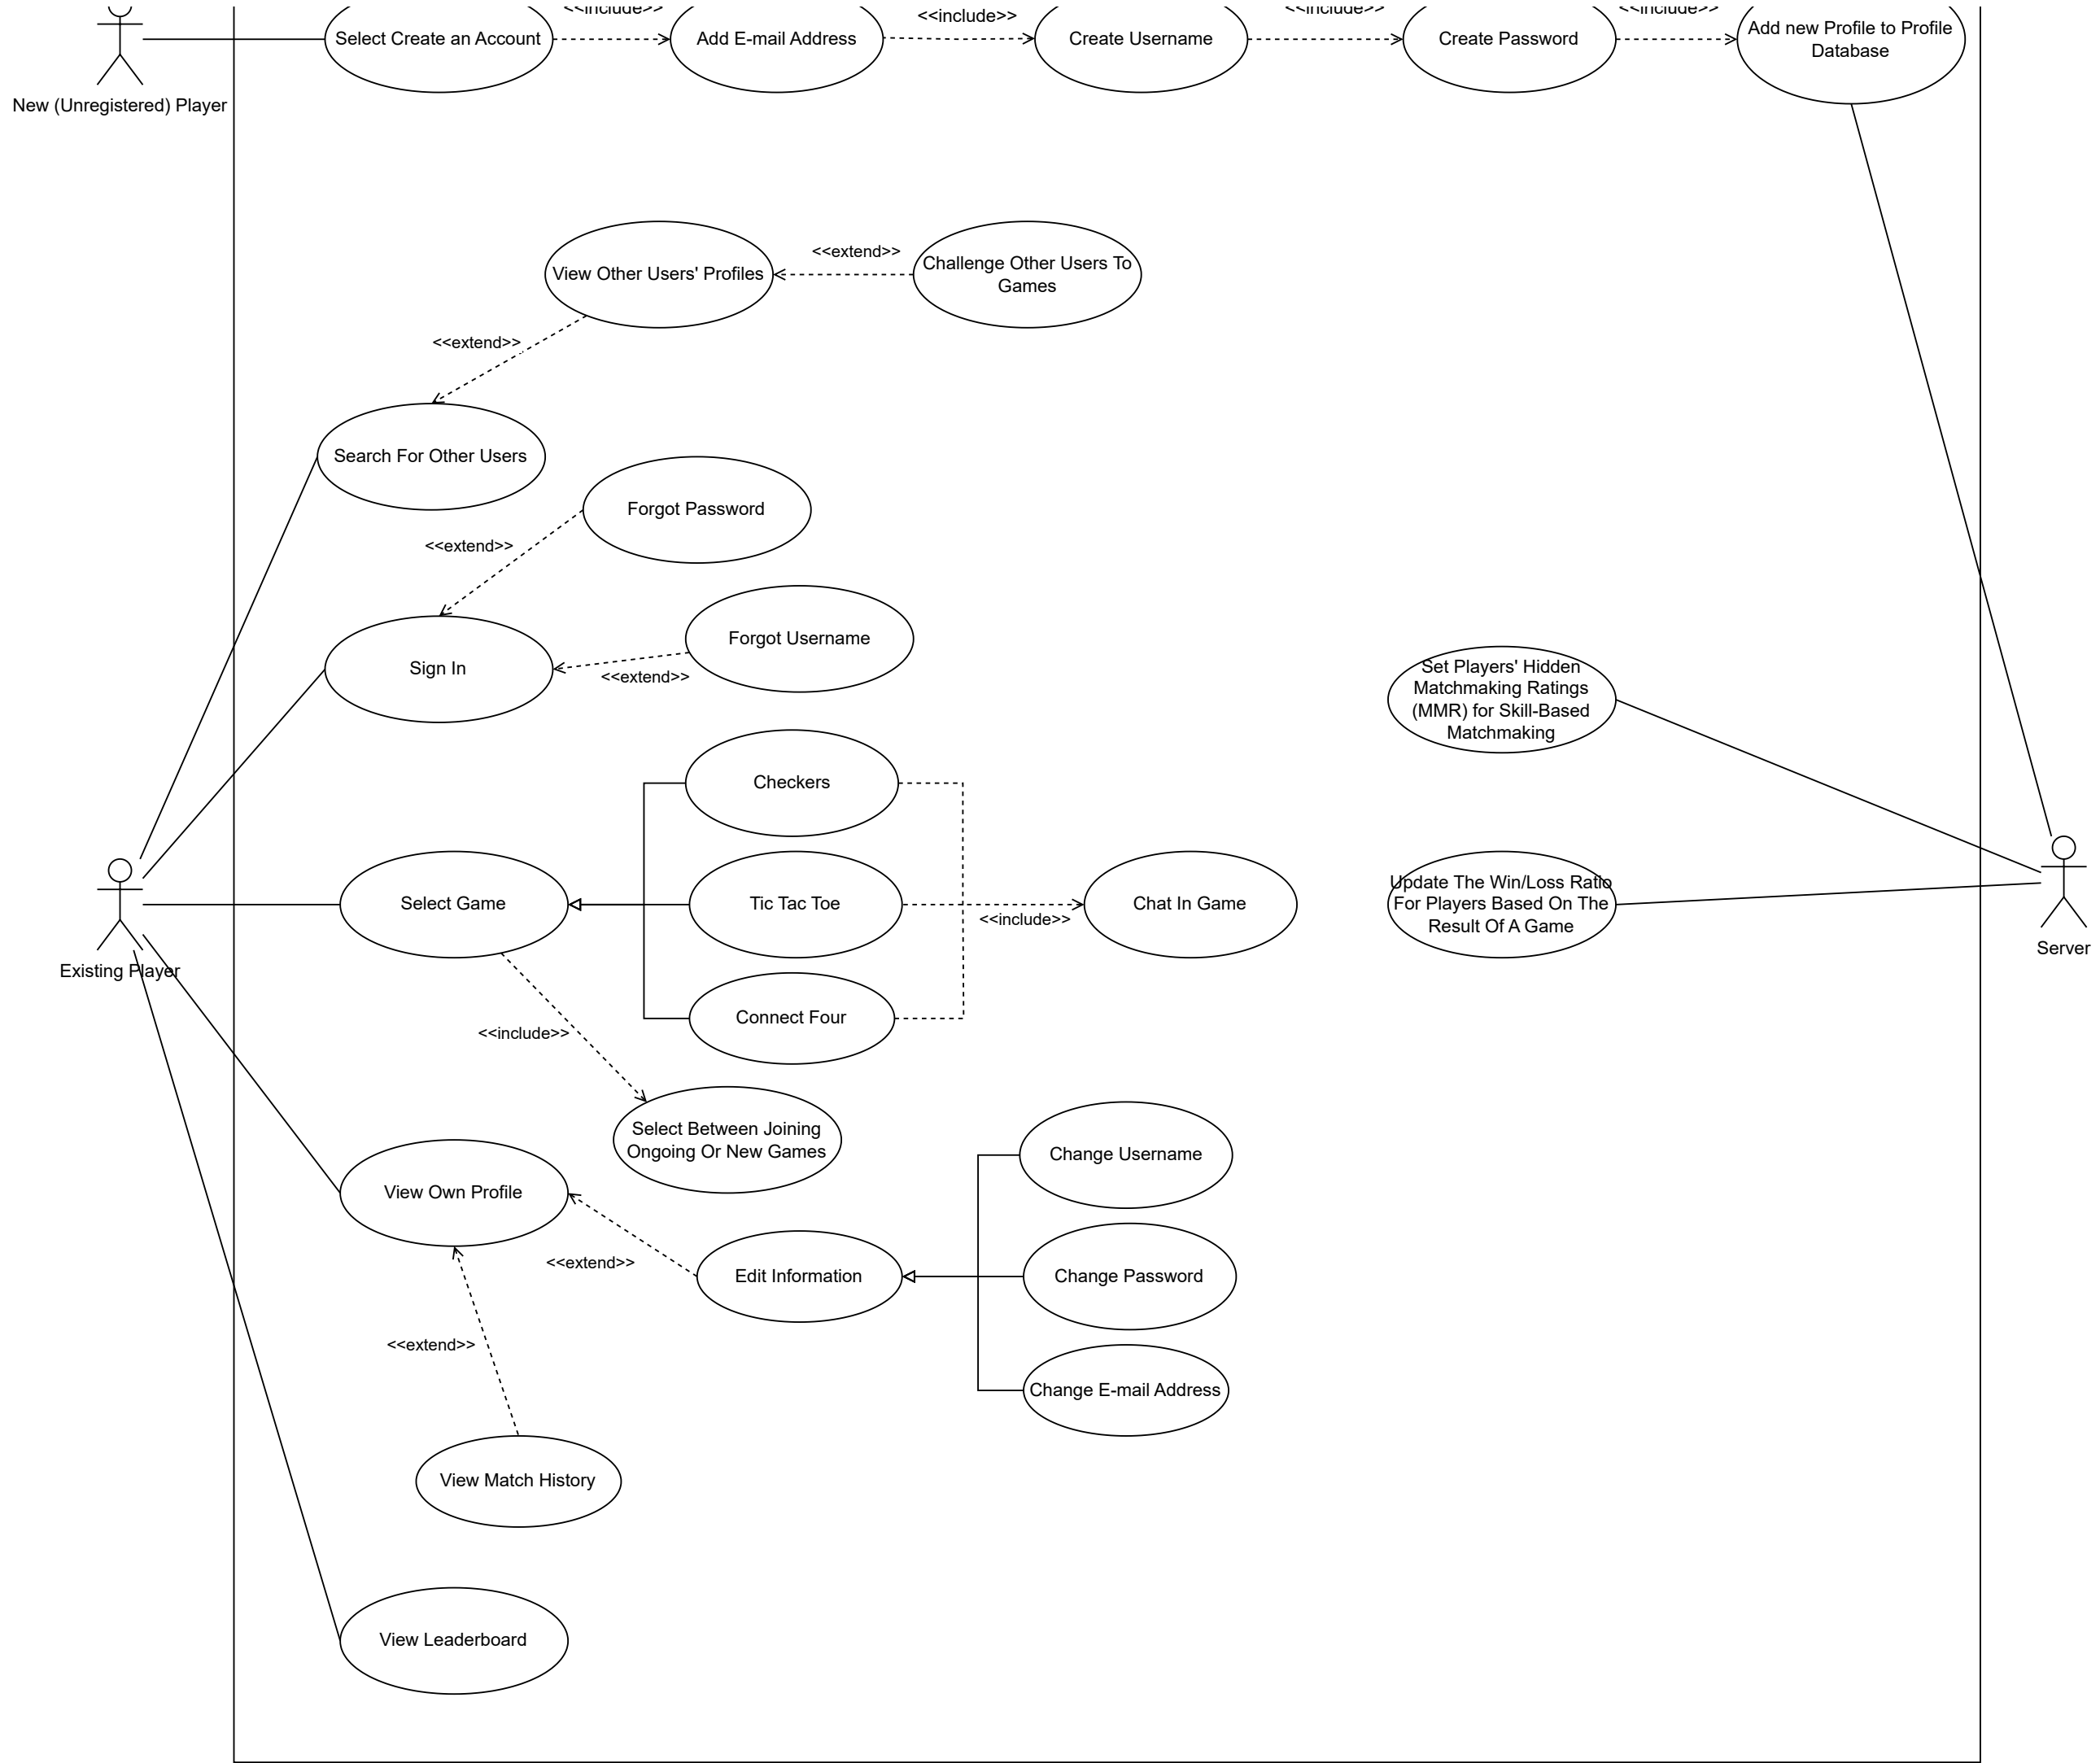 <<include>>
<<include>>
<<include>>
<<include>>
Select Create an Account
Add E-mail Address
Create Username
Create Password
Add new Profile to Profile
Database
New (Unregistered) Player
View Other Users' Profiles
<<extend>>
Challenge Other Users To
Games
<<extend>>
Search For Other Users
Forgot Password
<<extend>>
Sign In
Forgot Username
<<extend>>
Set Players' Hidden
Matchmaking Ratings
(MMR) for Skill-Based
Matchmaking
Checkers
Select Game
Tic Tac Toe
<<include>>
Chat In Game
Update The Win/Loss Ratio
For Players Based On The
Result Of A Game
Server
Existing Player
Connect Four
<<include>>
Select Between Joining
Ongoing Or New Games
Change Username
View Own Profile
<<extend>>
Edit Information
Change Password
<<extend>>
Change E-mail Address
View Match History
View Leaderboard